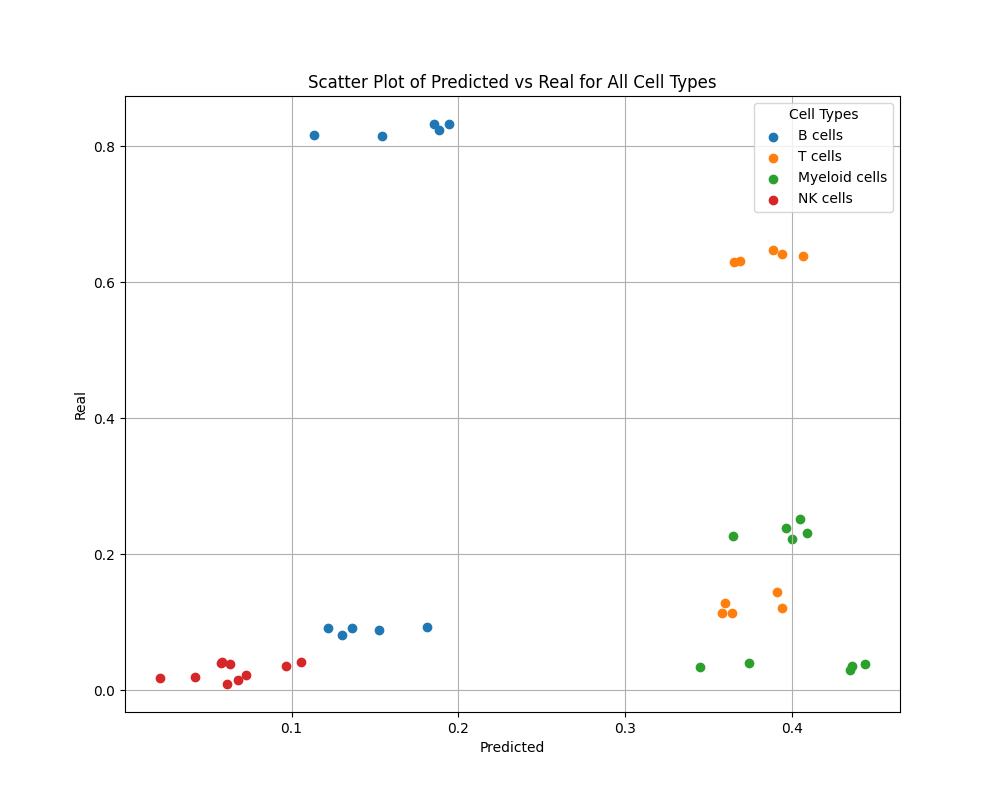 Scatter Plot of Predicted vs Real for All Cell Types
Cell Types
B cells
T cells
Myeloid cells
NK cells
0.8
0.6
0.4
0.2
0.0
Real
0.1
0.2
0.3
0.4
Predicted